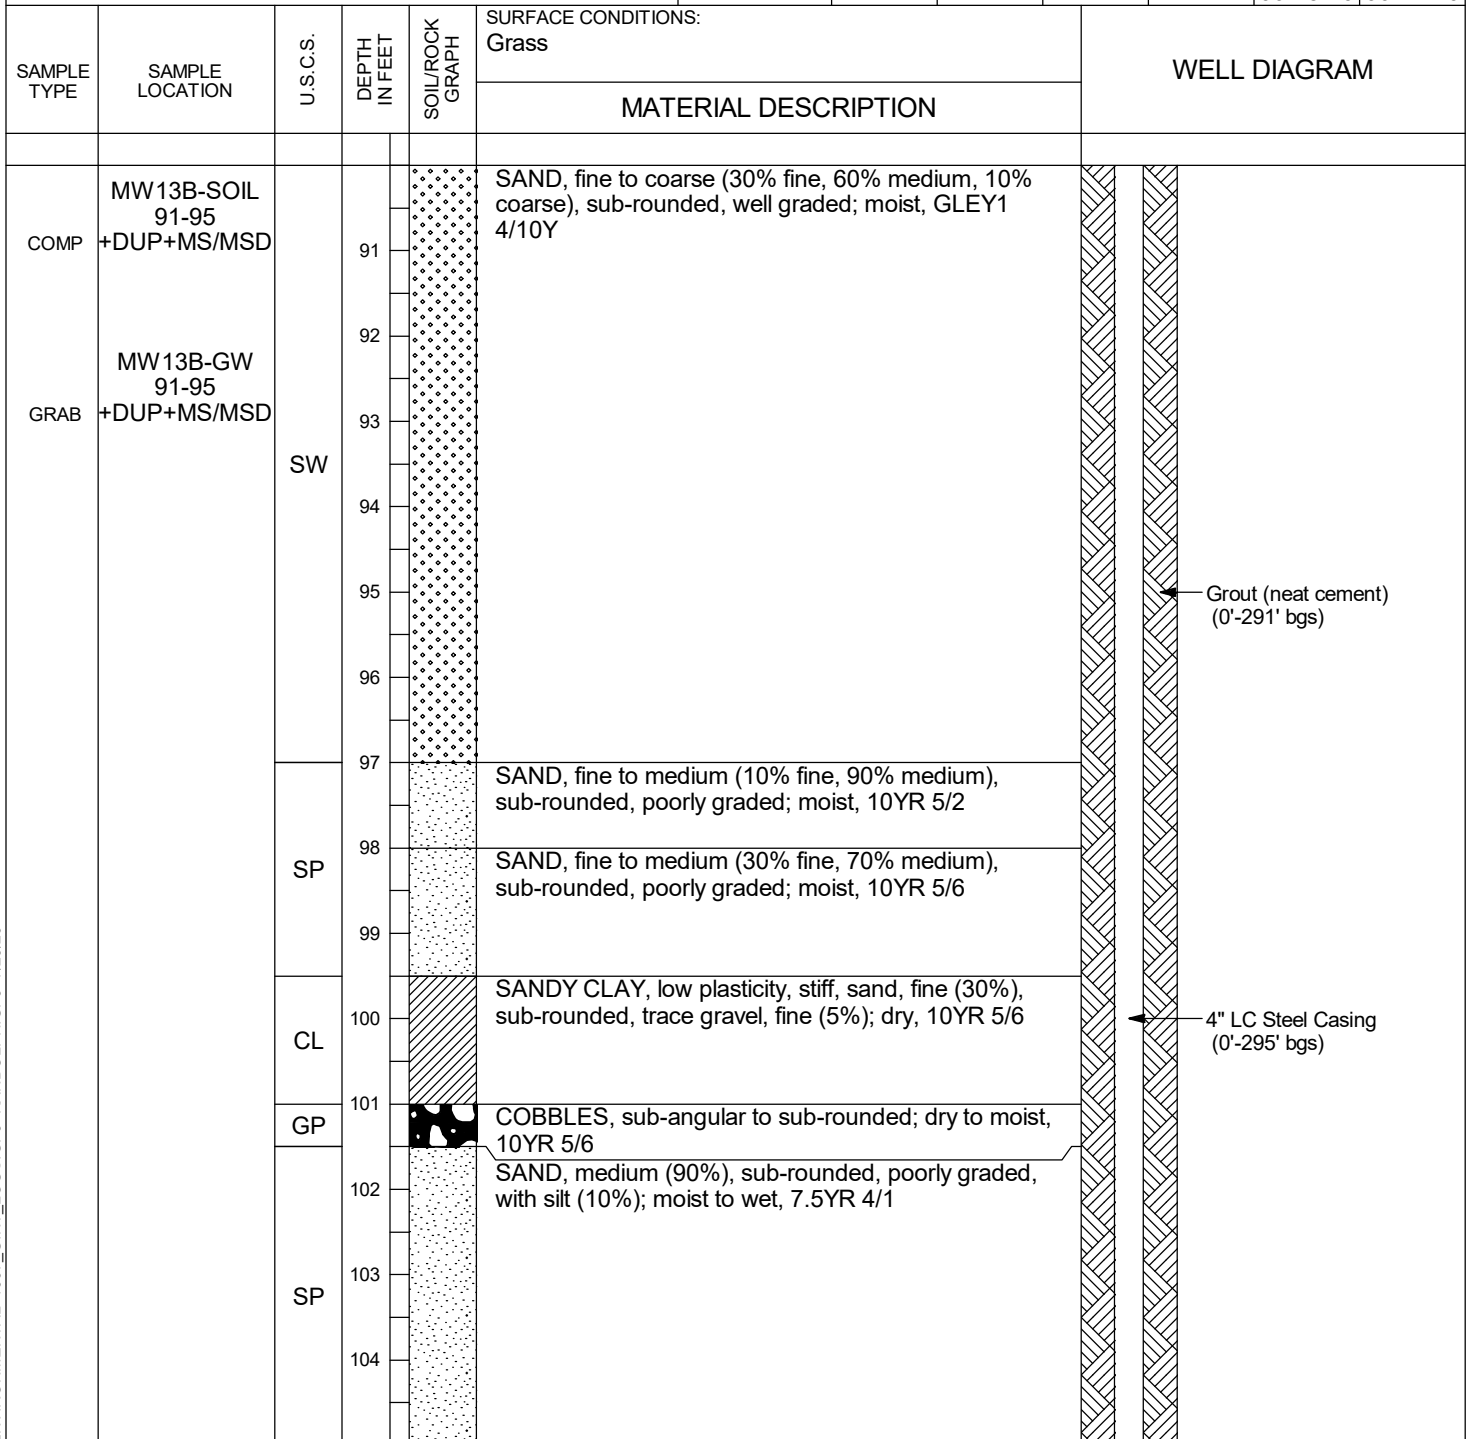 SURFACE CONDITIONS:
Grass
SAMPLE
TYPE
SAMPLE
LOCATION
U.S.C.S.
DEPTH
IN FEET
SOIL/ROCK
GRAPH
MATERIAL DESCRIPTION
WELL DIAGRAM
COMP
MW13B-SOIL
91-95
+DUP+MS/MSD
GRAB
MW13B-GW
91-95
+DUP+MS/MSD
SW
SP
CL
GP
SP
91
92
93
94
95
96
97
98
99
100
101
102
103
104
SAND, fine to coarse (30% fine, 60% medium, 10%
coarse), sub-rounded, well graded; moist, GLEY1
4/10Y
SAND, fine to medium (10% fine, 90% medium),
sub-rounded, poorly graded; moist, 10YR 5/2
SAND, fine to medium (30% fine, 70% medium),
sub-rounded, poorly graded; moist, 10YR 5/6
SANDY CLAY, low plasticity, stiff, sand, fine (30%),
sub-rounded, trace gravel, fine (5%); dry, 10YR 5/6
COBBLES, sub-angular to sub-rounded; dry to moist,
10YR 5/6
SAND, medium (90%), sub-rounded, poorly graded,
with silt (10%); moist to wet, 7.5YR 4/1
Grout (neat cement)
(0'-291' bgs)
4" LC Steel Casing
(0'-295' bgs)